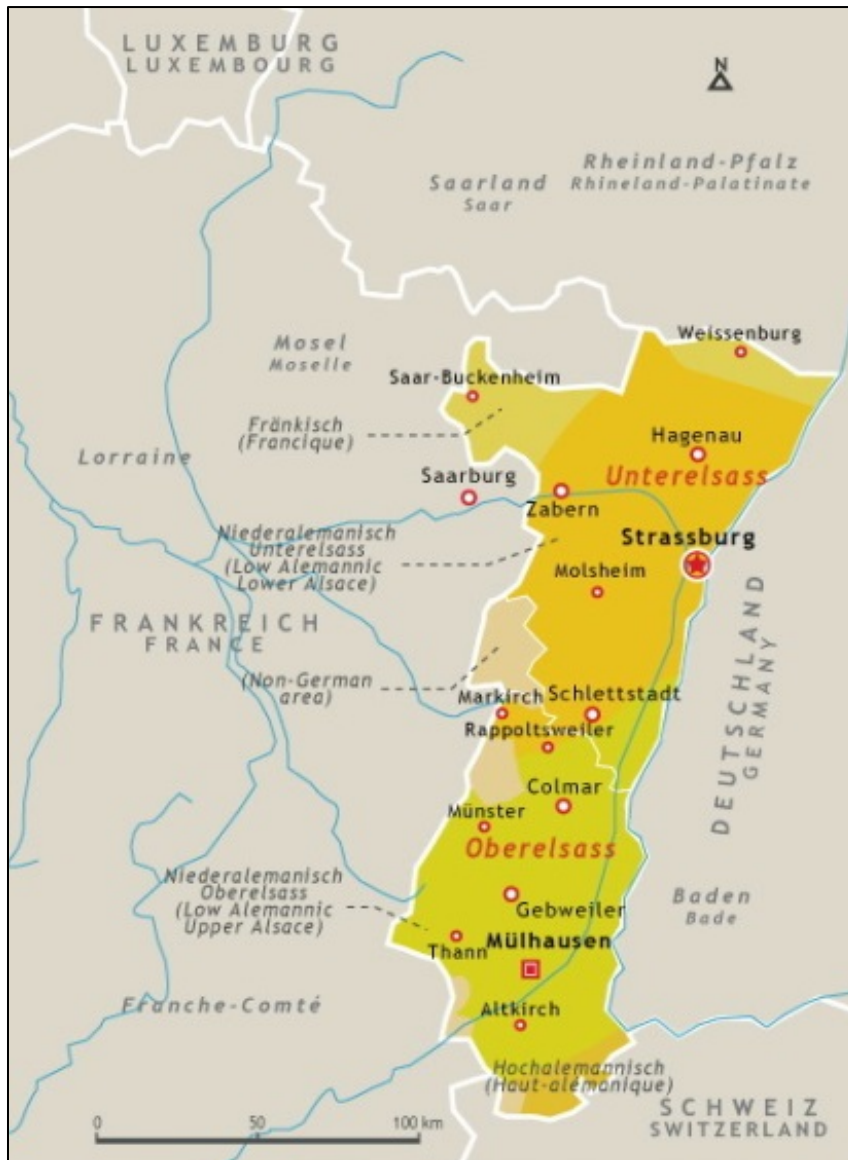 LUXEMBURG
LUXEMBOURG
N
Rheinland-Pfalz
Rhineland-Palatinate
Saarland
Saar
Mosel
Moselle
Weissenburg
Saar-Buckenheim
Fränkisch
(Francique)
Hagenau
Lorraine
Saarburg
Unterelsass
Zabern
Niederalemanisch
Unterelsass
(Low Alemannic
Lower Alsace)
Strassburg
Molsheim
FRANKREICH
FRANCE
DEUTSCHLAND
GERMANY
(Non-German
area)
Markirch
Schlettstadt
Rappoltsweiler
Colmar
Münster
Oberelsass
Niederalemanisch
Oberelsass
(Low Alemannic
Upper Alsace)
Baden
Bade
Gebweiler
Thann
Mülhausen
Franche-Comté
Altkirch
Hochalemannisch
(Haut-alémanique)
SCHWEIZ
SWITZERLAND
0 50 100 km